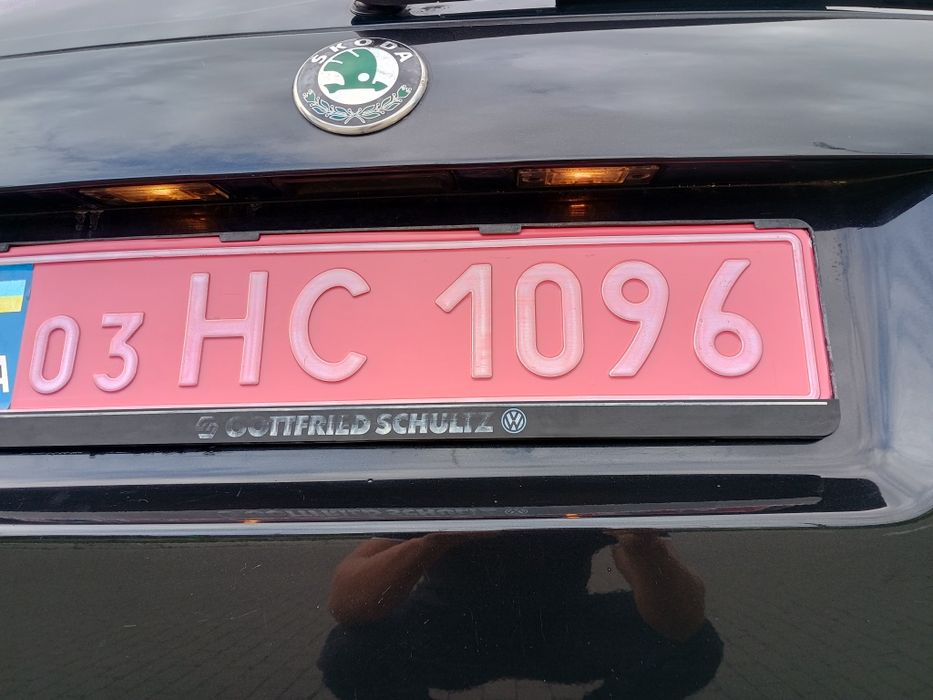 SKODA
A
03 HC 1096
GOTTFRIED SCHULTZ